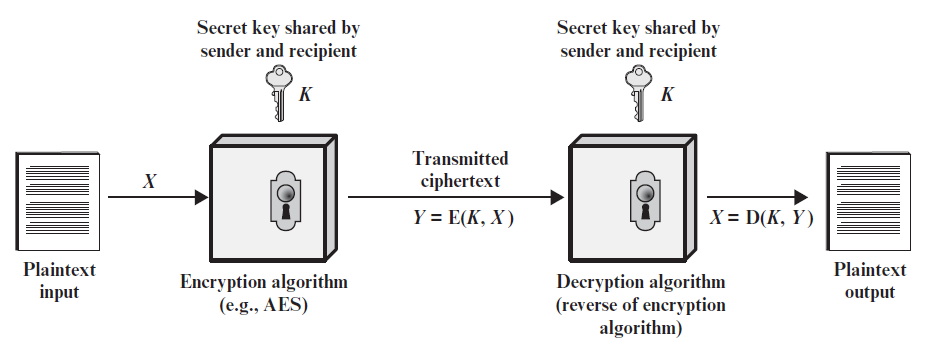 Secret key shared by
sender and recipient
K
Secret key shared by
sender and recipient
K
X
Transmitted
ciphertext
Y = E(K, X)
X = D(K, Y)
Plaintext
input
Encryption algorithm
(e.g., AES)
Decryption algorithm
(reverse of encryption
algorithm)
Plaintext
output